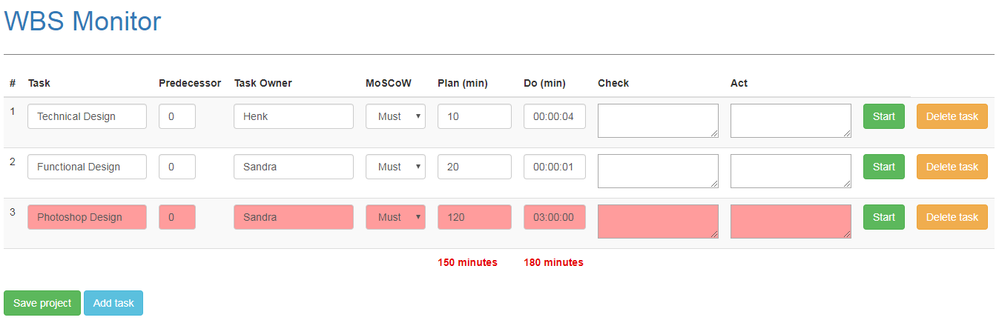 WBS Monitor
# Task Predecessor Task Owner MoSCoW Plan (min) Do (min) Check Act
1 Technical Design 0 Henk Must 10 00:00:04 Start Delete task
2 Functional Design 0 Sandra Must 20 00:00:01 Start Delete task
3 Photoshop Design 0 Sandra Must 120 03:00:00 Start Delete task
150 minutes 180 minutes
Save project Add task